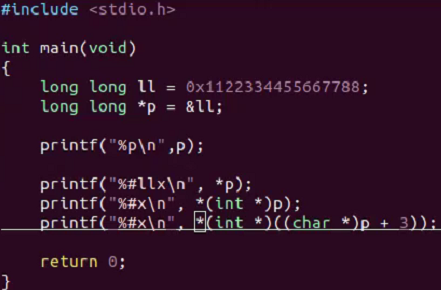 #include <stdio.h>
int main(void)
{
long long ll = 0x1122334455667788;
long long *p = &ll;
printf("%p\n",p);
printf("%#llx\n", *p);
printf("%#x\n", *(int *)p);
printf("%#x\n", *(int *)((char *)p + 3));
return 0;
}